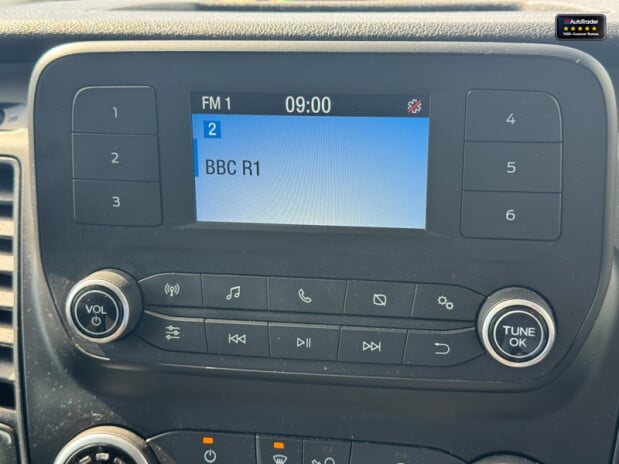 AutoTrader
FM 1 09:00
2
BBC R1
1
2
3
4
5
6
VOL
TUNE
OK